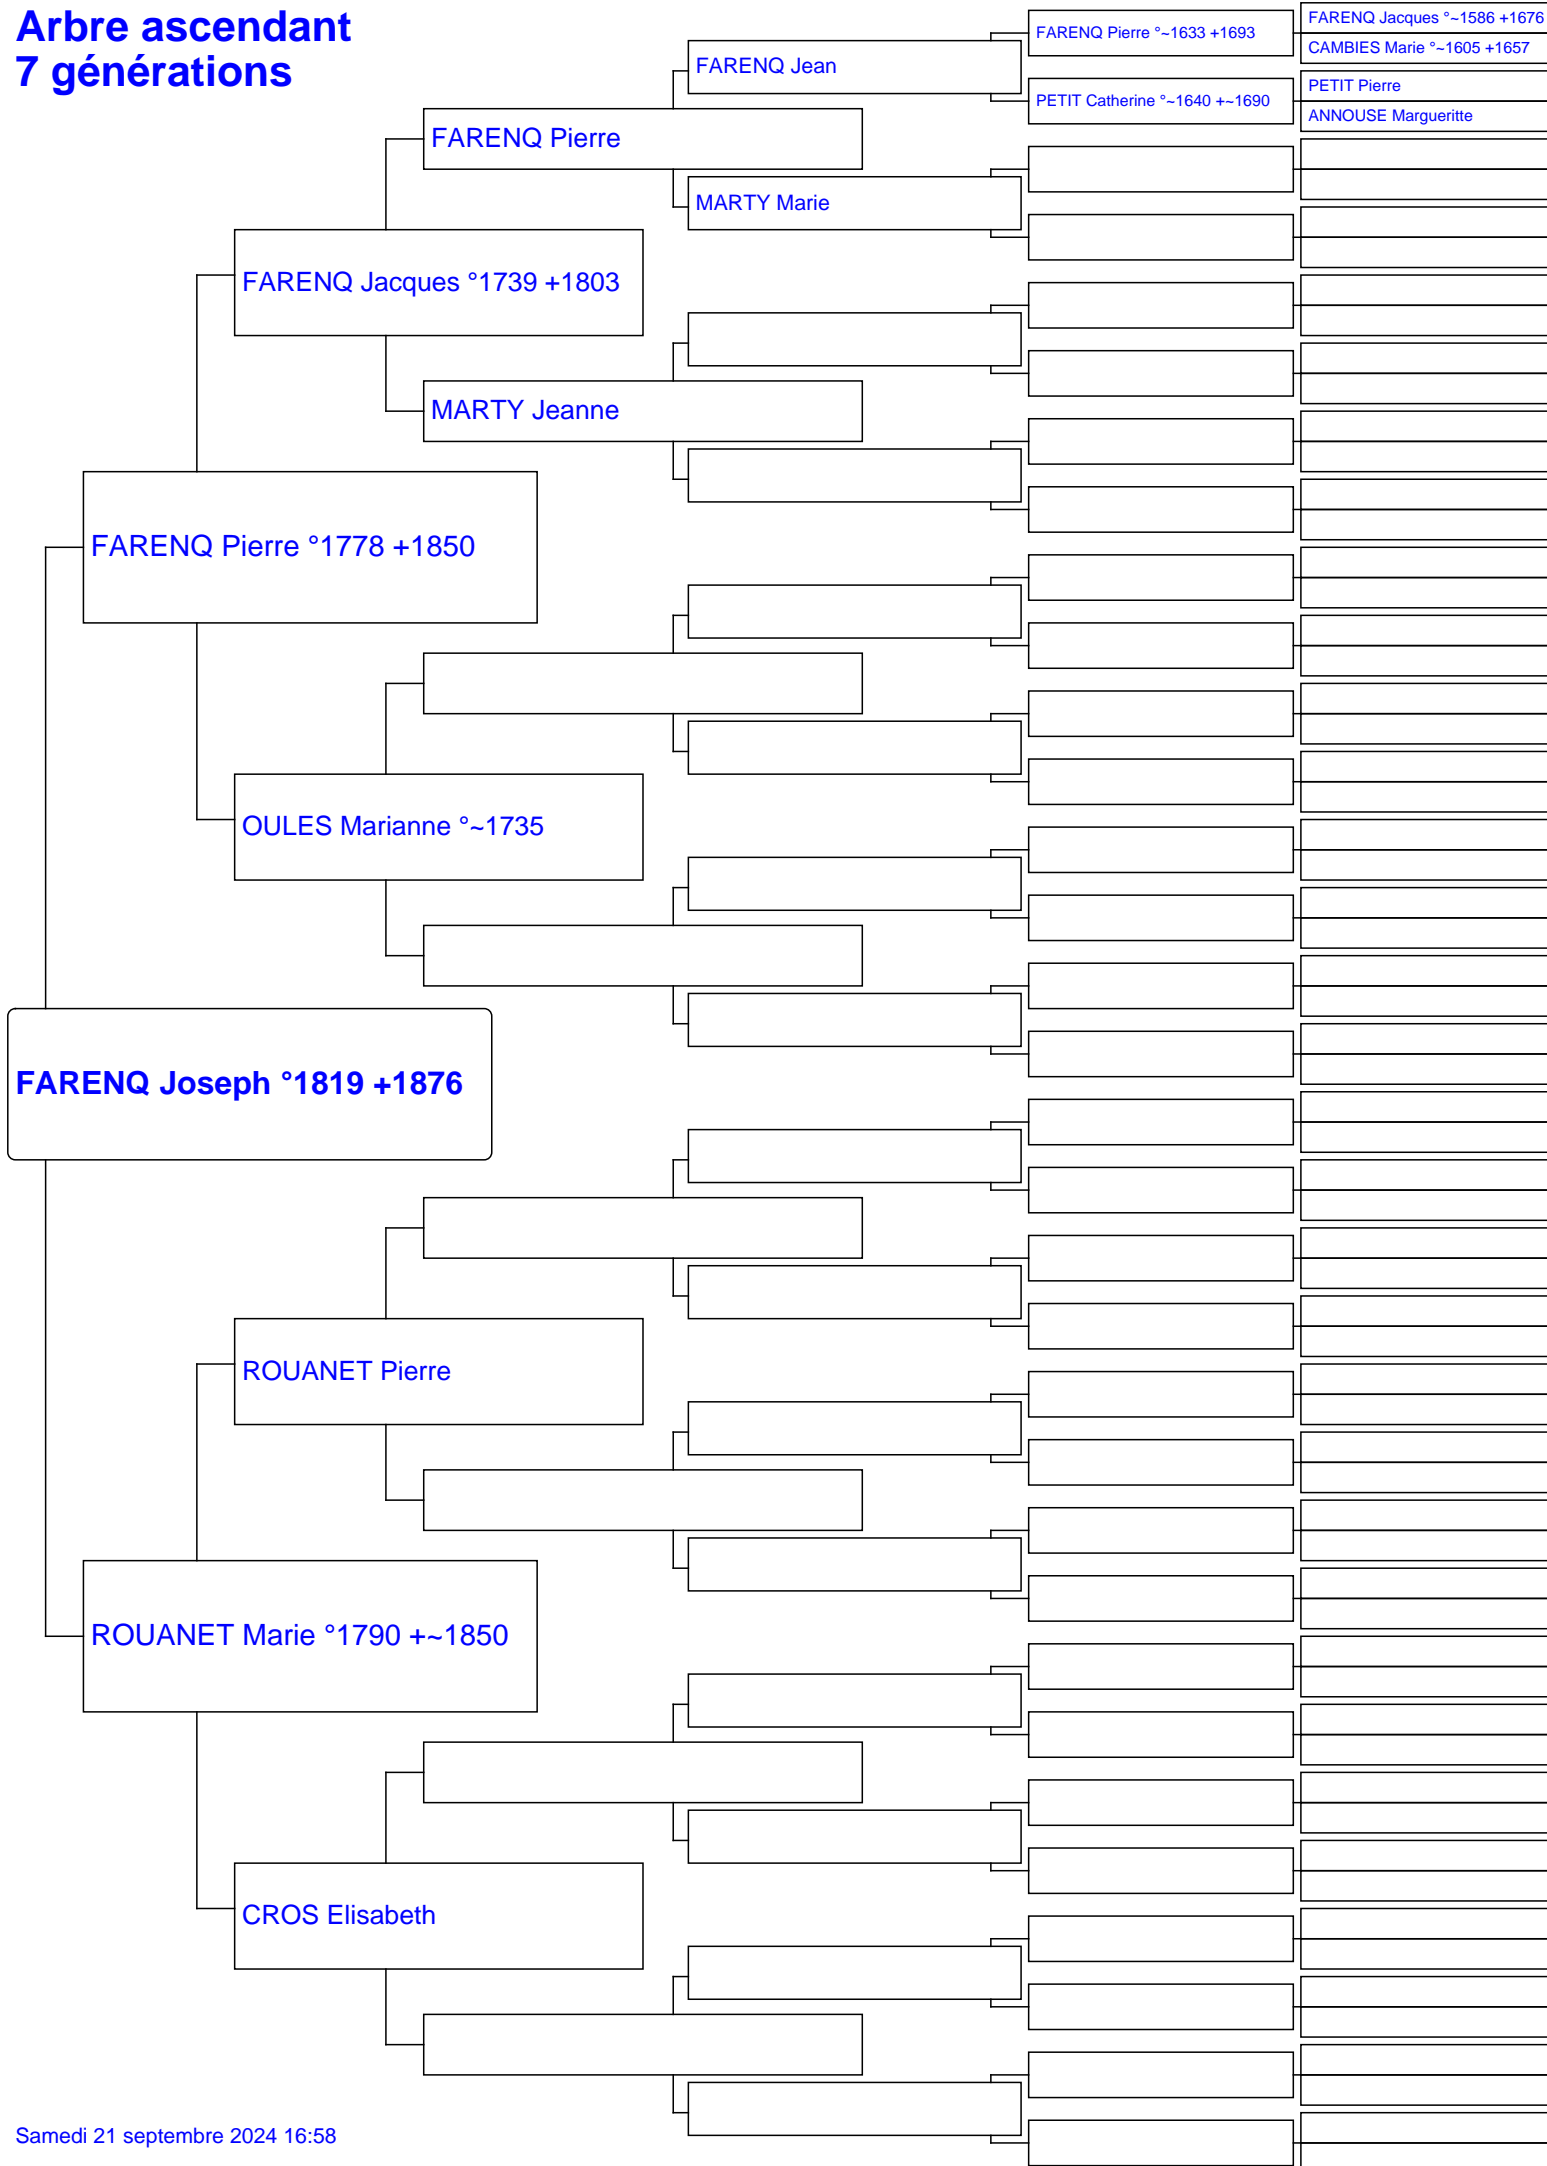 Arbre ascendant
7 générations
FARENQ Jacques °~1586 +1676
FARENQ Pierre °~1633 +1693
CAMBIES Marie °~1605 +1657
FARENQ Jean
PETIT Pierre
PETIT Catherine °~1640 +~1690
ANNOUSE Margueritte
FARENQ Pierre
MARTY Marie
FARENQ Jacques °1739 +1803
MARTY Jeanne
FARENQ Pierre °1778 +1850
OULES Marianne °~1735
FARENQ Joseph °1819 +1876
ROUANET Pierre
ROUANET Marie °1790 +~1850
CROS Elisabeth
Samedi 21 septembre 2024 16:58